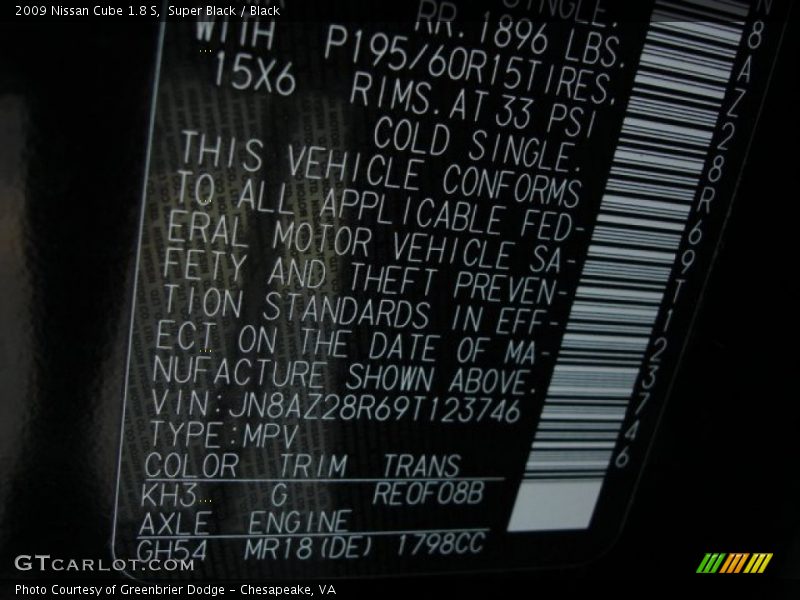 2009 Nissan Cube 1.8 S, Super Black / Black
SINGLE.
RR. 1896 LBS.
WITH P195/60R15TIRES,
15X6 RIMS. AT 33 PSI
COLD SINGLE.
THIS VEHICLE CONFORMS
TO ALL APPLICABLE FED-
ERAL MOTOR VEHICLE SA-
FETY AND THEFT PREVEN-
TION STANDARDS IN EFF-
ECT ON THE DATE OF MA-
NUFACTURE SHOWN ABOVE.
VIN:JN8AZ28R69T123746
TYPE:MPV
COLOR TRIM TRANS
KH3 G RE0F08B
AXLE ENGINE
GH54 MR18(DE) 1798CC
N8AZ28R69T123746
GTCARLOT.COM
Photo Courtesy of Greenbrier Dodge - Chesapeake, VA